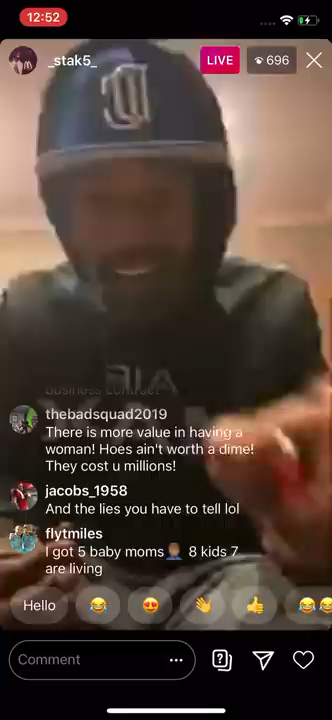 12:52
_stak5_
LIVE
696
business contract
thebadsquad2019
There is more value in having a
woman! Hoes ain't worth a dime!
They cost u millions!
jacobs_1958
And the lies you have to tell lol
flytmiles
I got 5 baby moms🤦🏾‍♂️ 8 kids 7
are living
Hello
Comment